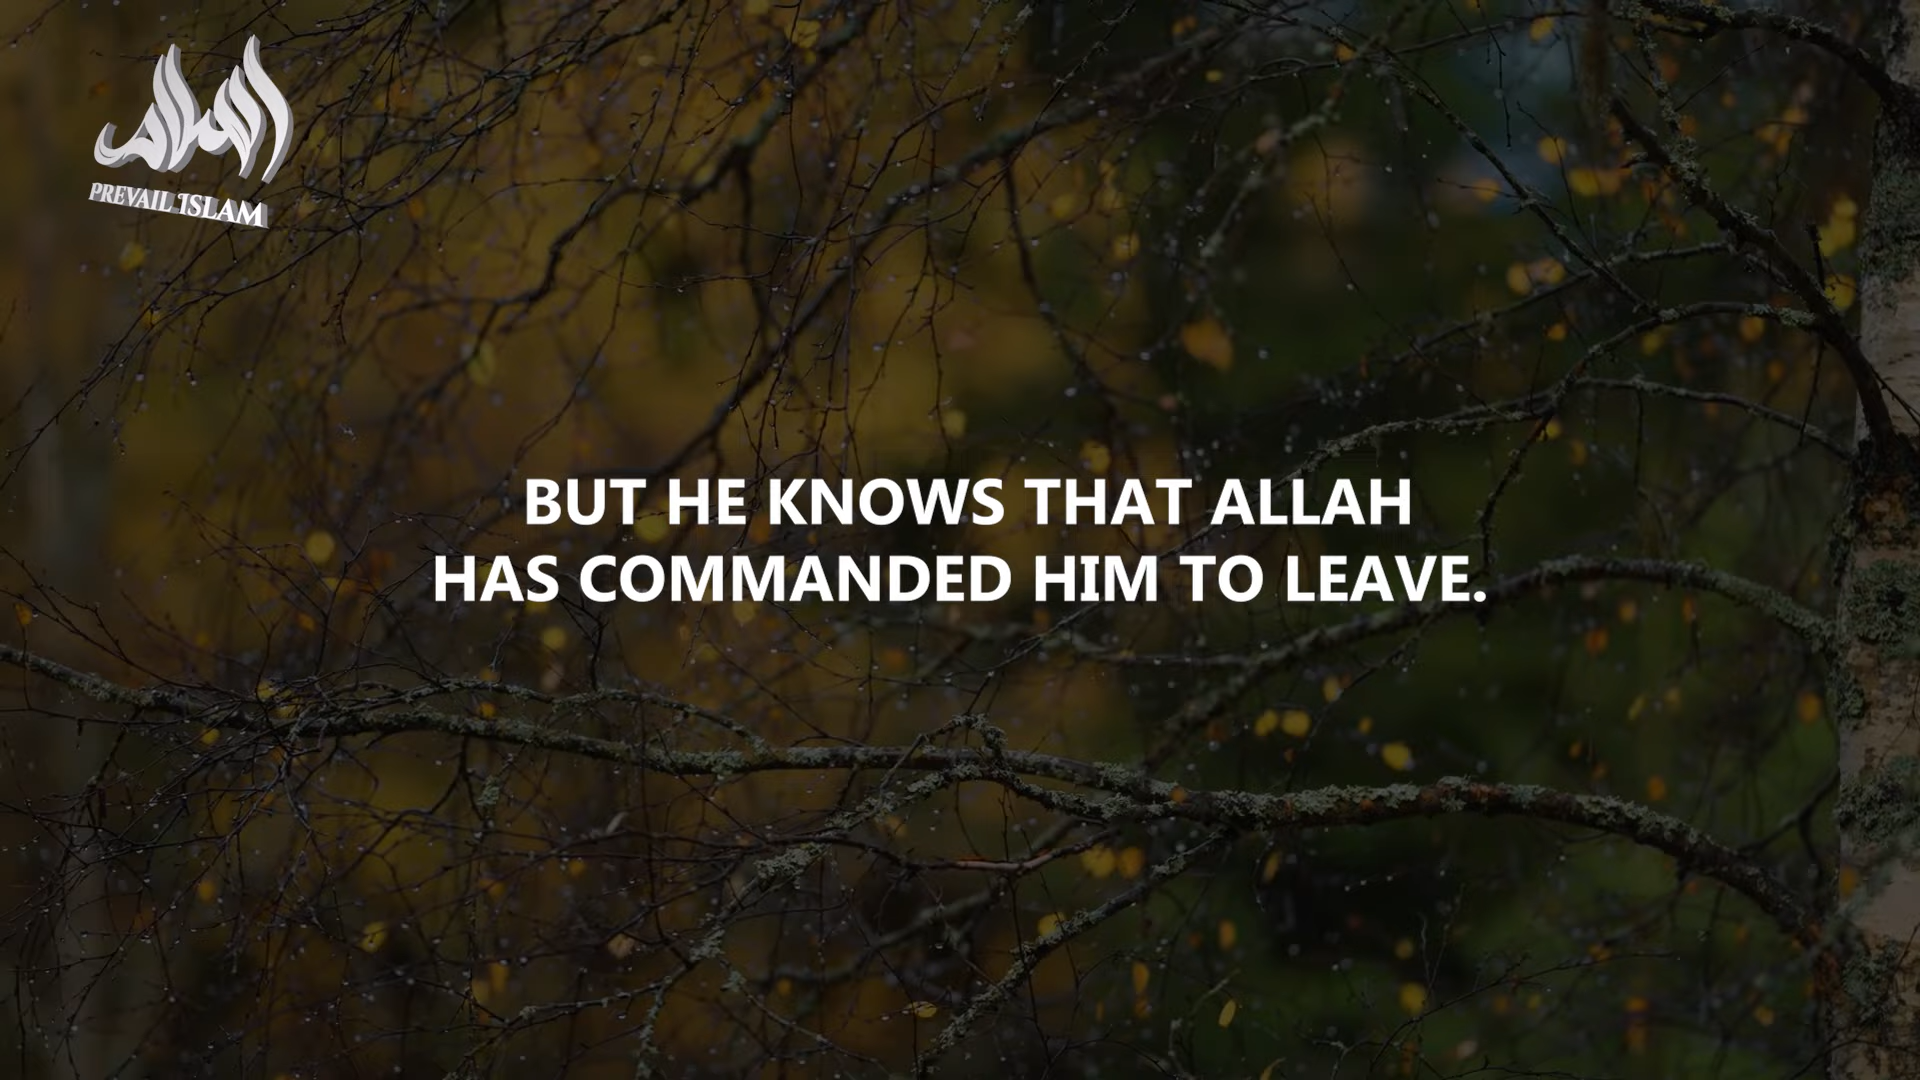 PREVAIL ISLAM
BUT HE KNOWS THAT ALLAH
HAS COMMANDED HIM TO LEAVE.